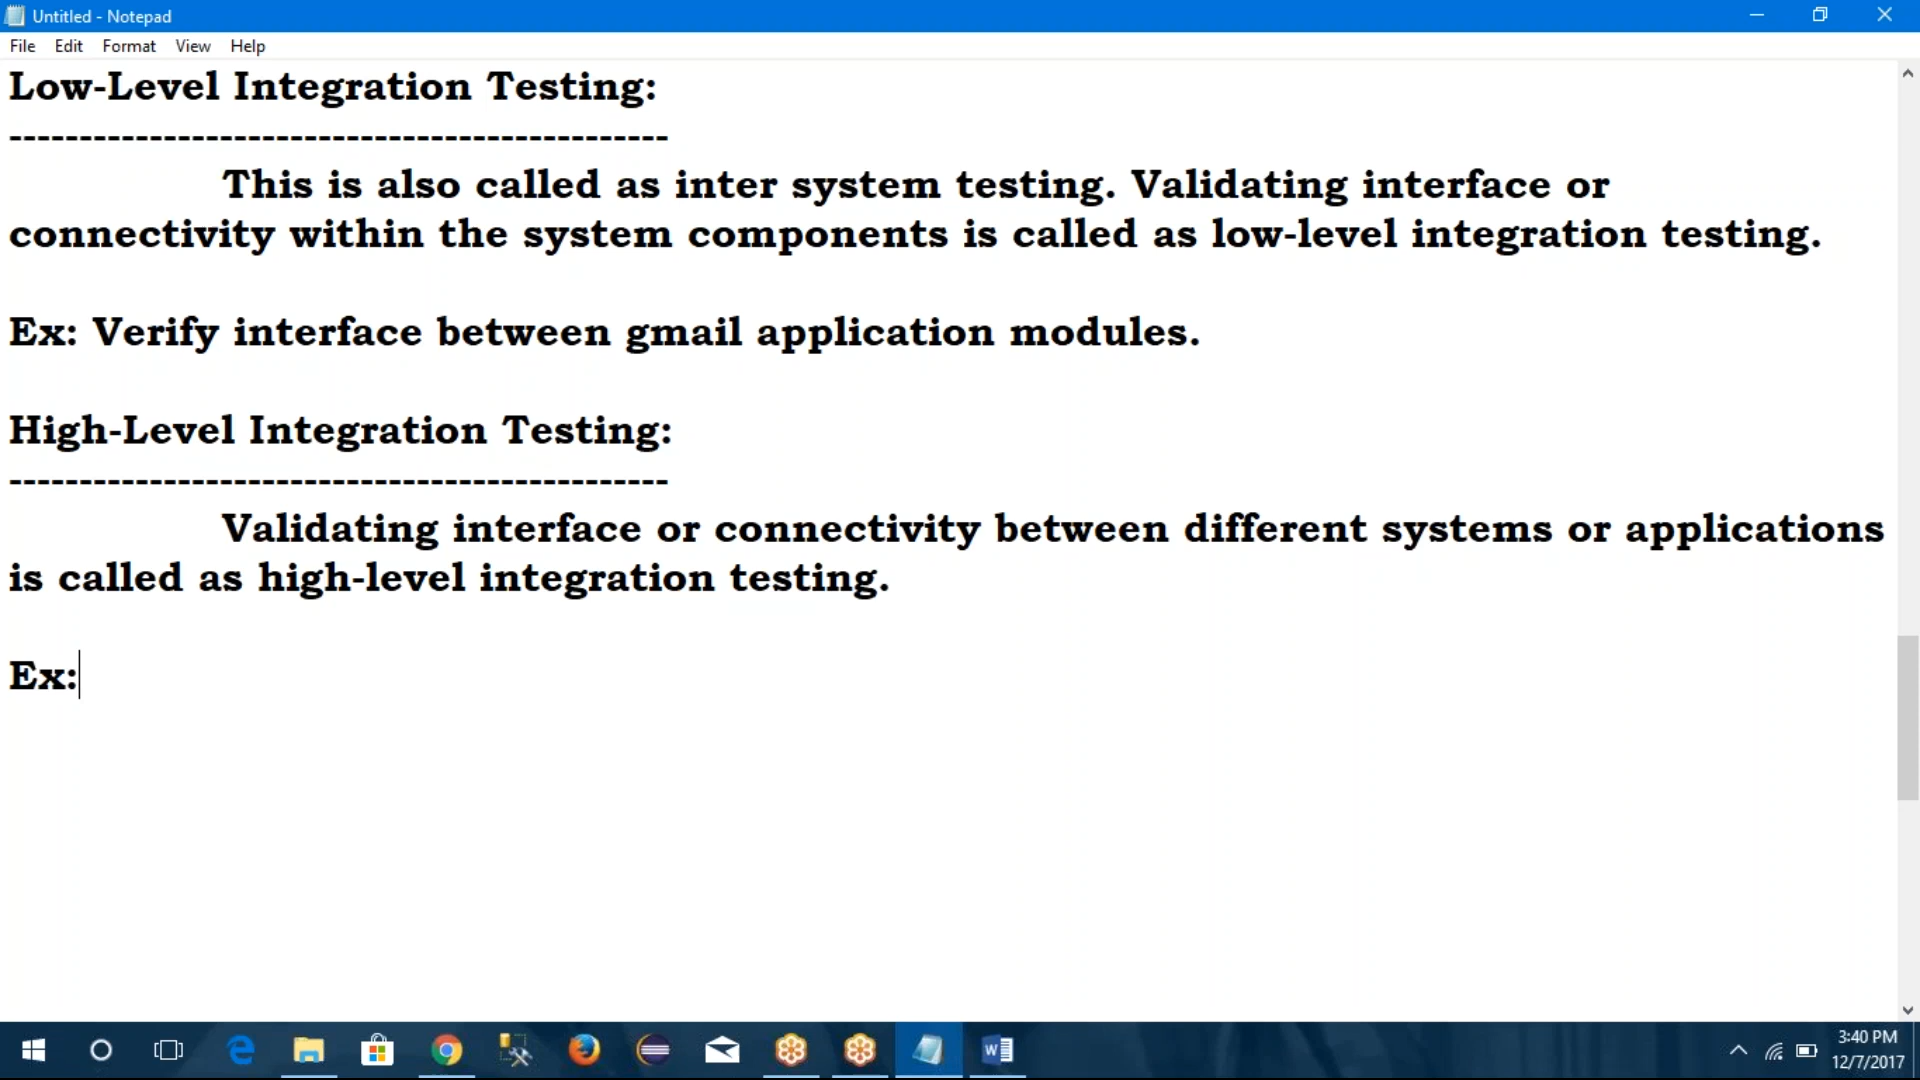 Untitled - Notepad
File Edit Format View Help
Low-Level Integration Testing:
-----------------------------------------------
This is also called as inter system testing. Validating interface or
connectivity within the system components is called as low-level integration testing.
Ex: Verify interface between gmail application modules.
High-Level Integration Testing:
-----------------------------------------------
Validating interface or connectivity between different systems or applications
is called as high-level integration testing.
Ex:
3:40 PM
12/7/2017